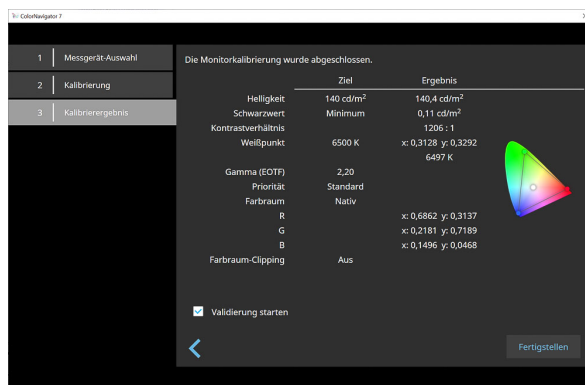 ColorNavigator 7
1 Messgerät-Auswahl
2 Kalibrierung
3 Kalibrierergebnis
Die Monitorkalibrierung wurde abgeschlossen.
Ziel Ergebnis
Helligkeit 140 cd/m² 140,4 cd/m²
Schwarzwert Minimum 0,11 cd/m²
Kontrastverhältnis 1206 : 1
Weißpunkt 6500 K x: 0,3128 y: 0,3292
6497 K
Gamma (EOTF) 2,20
Priorität Standard
Farbraum Nativ
R x: 0,6862 y: 0,3137
G x: 0,2181 y: 0,7189
B x: 0,1496 y: 0,0468
Farbraum-Clipping Aus
Validierung starten
Fertigstellen